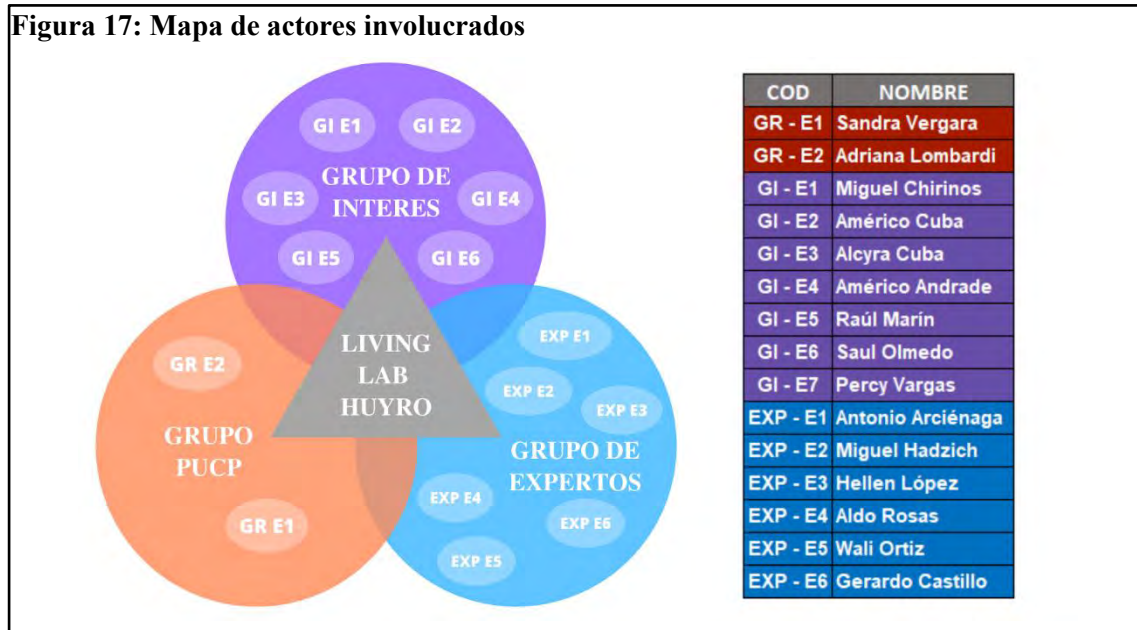 Figura 17: Mapa de actores involucrados
GI E1
GI E2
GRUPO DE
INTERES
GI E3
GI E4
GI E5
GI E6
LIVING
LAB
HUYRO
GR E2
GRUPO
PUCP
GR E1
EXP E1
EXP E2
EXP E3
GRUPO DE
EXPERTOS
EXP E4
EXP E6
EXP E5
COD NOMBRE
GR - E1 Sandra Vergara
GR - E2 Adriana Lombardi
GI - E1 Miguel Chirinos
GI - E2 Américo Cuba
GI - E3 Alcyra Cuba
GI - E4 Américo Andrade
GI - E5 Raúl Marín
GI - E6 Saul Olmedo
GI - E7 Percy Vargas
EXP - E1 Antonio Arciénaga
EXP - E2 Miguel Hadzich
EXP - E3 Hellen López
EXP - E4 Aldo Rosas
EXP - E5 Wali Ortiz
EXP - E6 Gerardo Castillo